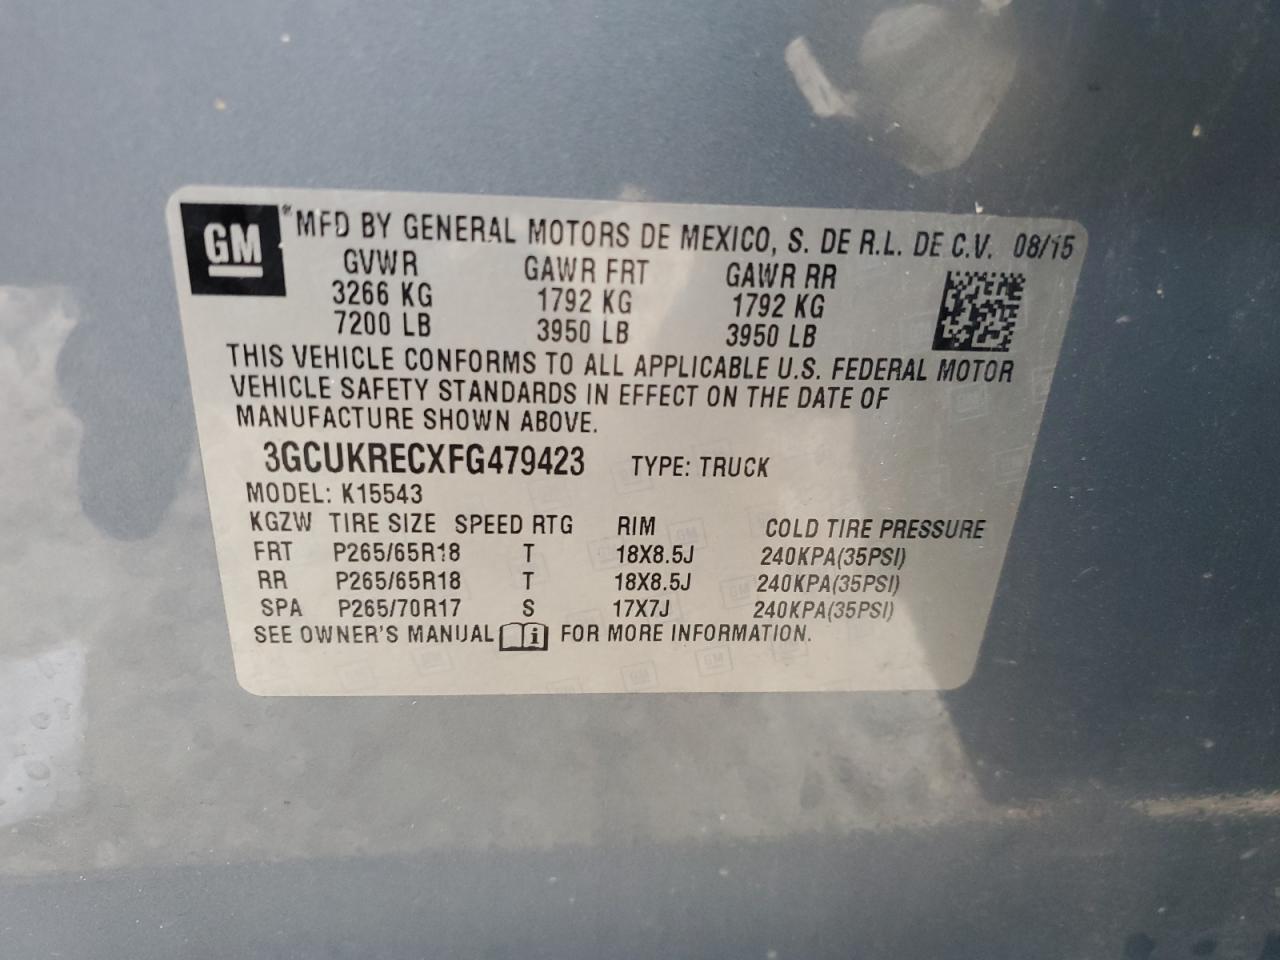 GM
MFD BY GENERAL MOTORS DE MEXICO, S. DE R.L. DE C.V. 08/15
GVWR GAWR FRT GAWR RR
3266 KG 1792 KG 1792 KG
7200 LB 3950 LB 3950 LB
THIS VEHICLE CONFORMS TO ALL APPLICABLE U.S. FEDERAL MOTOR
VEHICLE SAFETY STANDARDS IN EFFECT ON THE DATE OF
MANUFACTURE SHOWN ABOVE.
3GCUKRECXFG479423 TYPE: TRUCK
MODEL: K15543
KGZW TIRE SIZE SPEED RTG RIM COLD TIRE PRESSURE
FRT P265/65R18 T 18X8.5J 240KPA(35PSI)
RR P265/65R18 T 18X8.5J 240KPA(35PSI)
SPA P265/70R17 S 17X7J 240KPA(35PSI)
SEE OWNER'S MANUAL i FOR MORE INFORMATION.